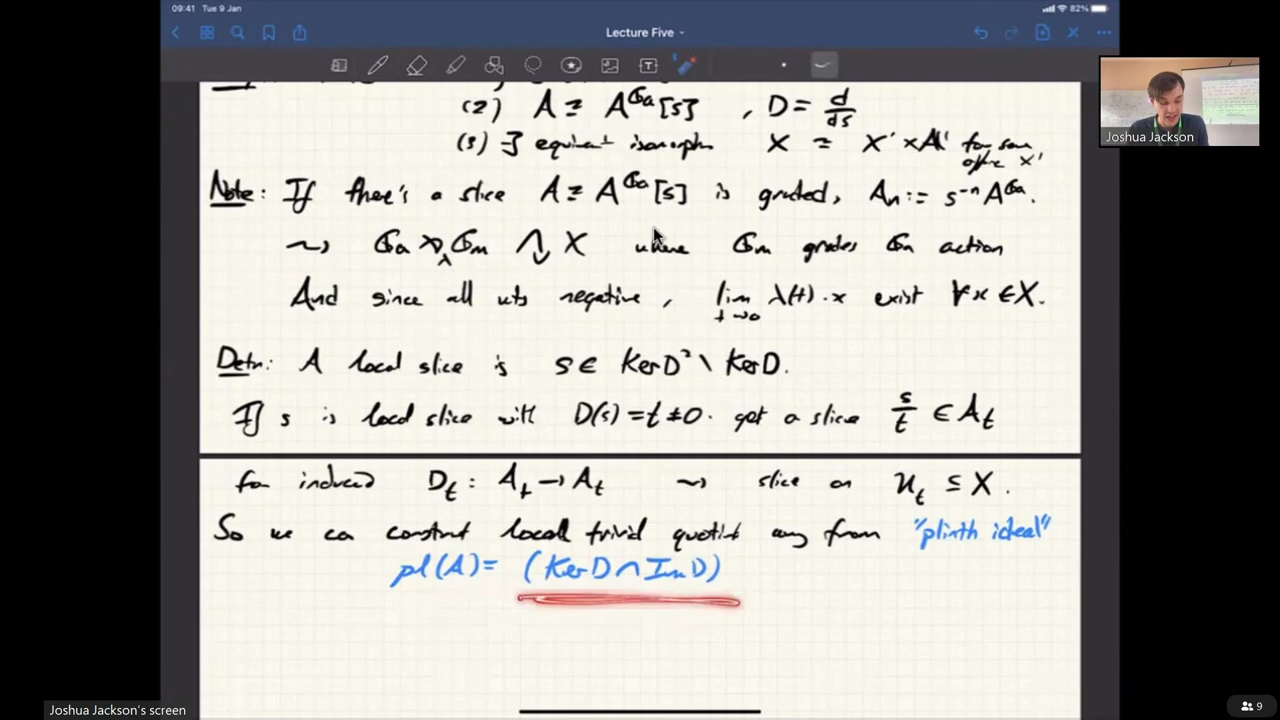 09:41 Tue 9 Jan
82%
Lecture Five
(2) A ≅ A^{Ga}[s] , D = d/ds
(3) ∃ equivariant isomorphism X ≅ X' × A' for some affine X'
Note: If there's a slice A ≅ A^{Ga}[s] is graded, A_n := s^{-n} A^{Ga}.
⇝ Ga ⋊_λ Gm ↷ X where Gm grades Ga action
And since all wts negative, lim_{t→0} λ(t)·x exist ∀x ∈ X.
Defn: A local slice is s ∈ Ker D² \ Ker D.
If s is local slice with D(s) = t ≠ 0. get a slice s/t ∈ A_t
for induced D_t : A_t → A_t ⇝ slice on U_t ⊆ X.
So we can construct locall trivial quotient away from "plinth ideal"
pl(A) = (Ker D ∩ Im D)
Joshua Jackson
Joshua Jackson's screen
9